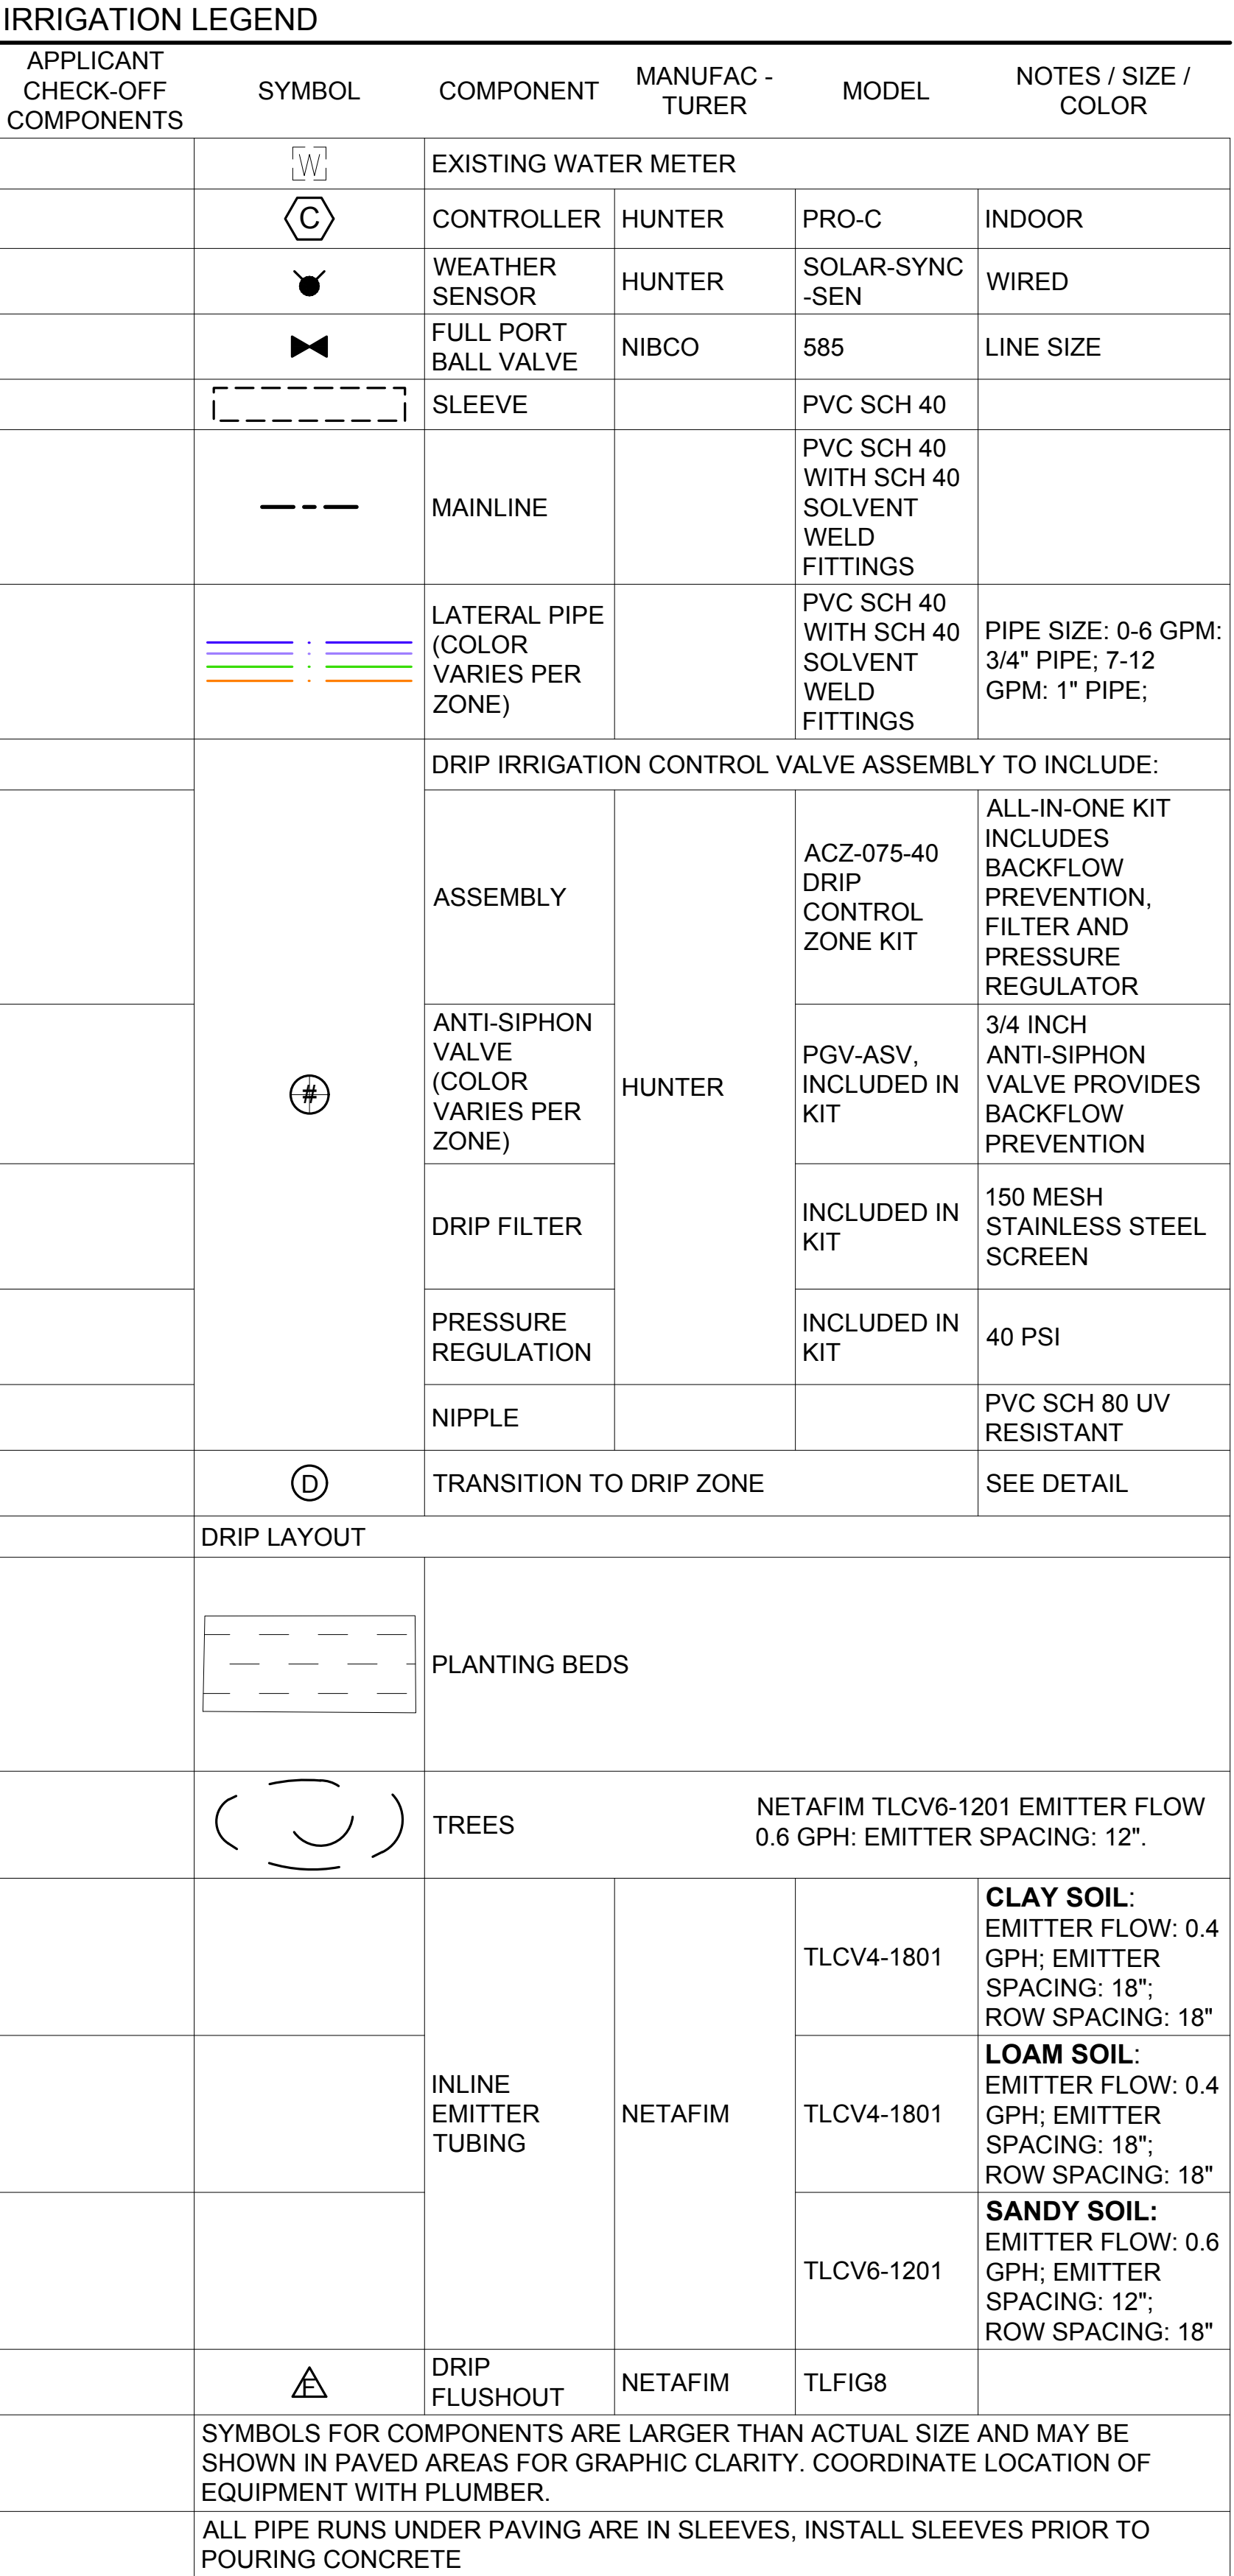 IRRIGATION LEGEND
APPLICANT
CHECK-OFF
COMPONENTS
SYMBOL
COMPONENT
MANUFAC -
TURER
MODEL
NOTES / SIZE /
COLOR
W
EXISTING WATER METER
C
CONTROLLER
HUNTER
PRO-C
INDOOR
WEATHER
SENSOR
HUNTER
SOLAR-SYNC
-SEN
WIRED
FULL PORT
BALL VALVE
NIBCO
585
LINE SIZE
SLEEVE
PVC SCH 40
MAINLINE
PVC SCH 40
WITH SCH 40
SOLVENT
WELD
FITTINGS
LATERAL PIPE
(COLOR
VARIES PER
ZONE)
PVC SCH 40
WITH SCH 40
SOLVENT
WELD
FITTINGS
PIPE SIZE: 0-6 GPM:
3/4" PIPE; 7-12
GPM: 1" PIPE;
DRIP IRRIGATION CONTROL VALVE ASSEMBLY TO INCLUDE:
#
ASSEMBLY
HUNTER
ACZ-075-40
DRIP
CONTROL
ZONE KIT
ALL-IN-ONE KIT
INCLUDES
BACKFLOW
PREVENTION,
FILTER AND
PRESSURE
REGULATOR
ANTI-SIPHON
VALVE
(COLOR
VARIES PER
ZONE)
PGV-ASV,
INCLUDED IN
KIT
3/4 INCH
ANTI-SIPHON
VALVE PROVIDES
BACKFLOW
PREVENTION
DRIP FILTER
INCLUDED IN
KIT
150 MESH
STAINLESS STEEL
SCREEN
PRESSURE
REGULATION
INCLUDED IN
KIT
40 PSI
NIPPLE
PVC SCH 80 UV
RESISTANT
D
TRANSITION TO DRIP ZONE
SEE DETAIL
DRIP LAYOUT
PLANTING BEDS
TREES
NETAFIM TLCV6-1201 EMITTER FLOW
0.6 GPH: EMITTER SPACING: 12".
INLINE
EMITTER
TUBING
NETAFIM
TLCV4-1801
CLAY SOIL:
EMITTER FLOW: 0.4
GPH; EMITTER
SPACING: 18";
ROW SPACING: 18"
TLCV4-1801
LOAM SOIL:
EMITTER FLOW: 0.4
GPH; EMITTER
SPACING: 18";
ROW SPACING: 18"
TLCV6-1201
SANDY SOIL:
EMITTER FLOW: 0.6
GPH; EMITTER
SPACING: 12";
ROW SPACING: 18"
F
DRIP
FLUSHOUT
NETAFIM
TLFIG8
SYMBOLS FOR COMPONENTS ARE LARGER THAN ACTUAL SIZE AND MAY BE
SHOWN IN PAVED AREAS FOR GRAPHIC CLARITY. COORDINATE LOCATION OF
EQUIPMENT WITH PLUMBER.
ALL PIPE RUNS UNDER PAVING ARE IN SLEEVES, INSTALL SLEEVES PRIOR TO
POURING CONCRETE